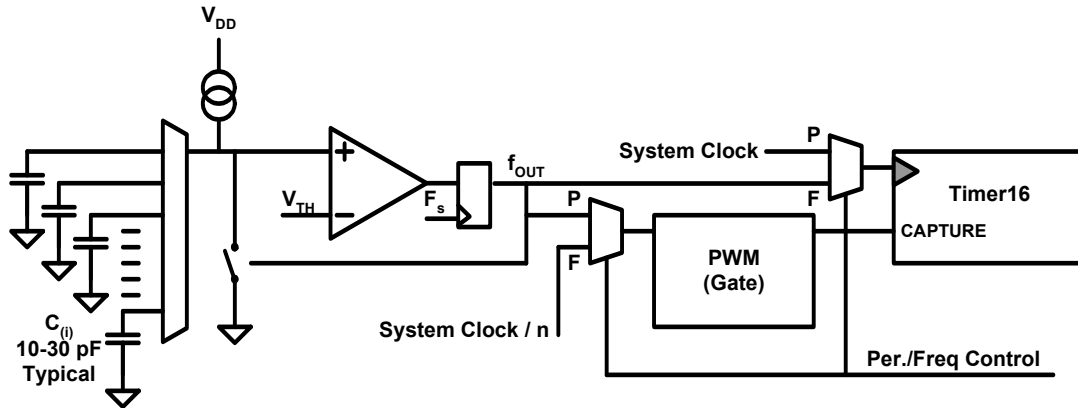 V_DD
f_OUT
System Clock
P
F
Timer16
CAPTURE
V_TH
F_s
+
−
P
F
PWM
(Gate)
System Clock / n
C_(i)
10-30 pF
Typical
Per./Freq Control